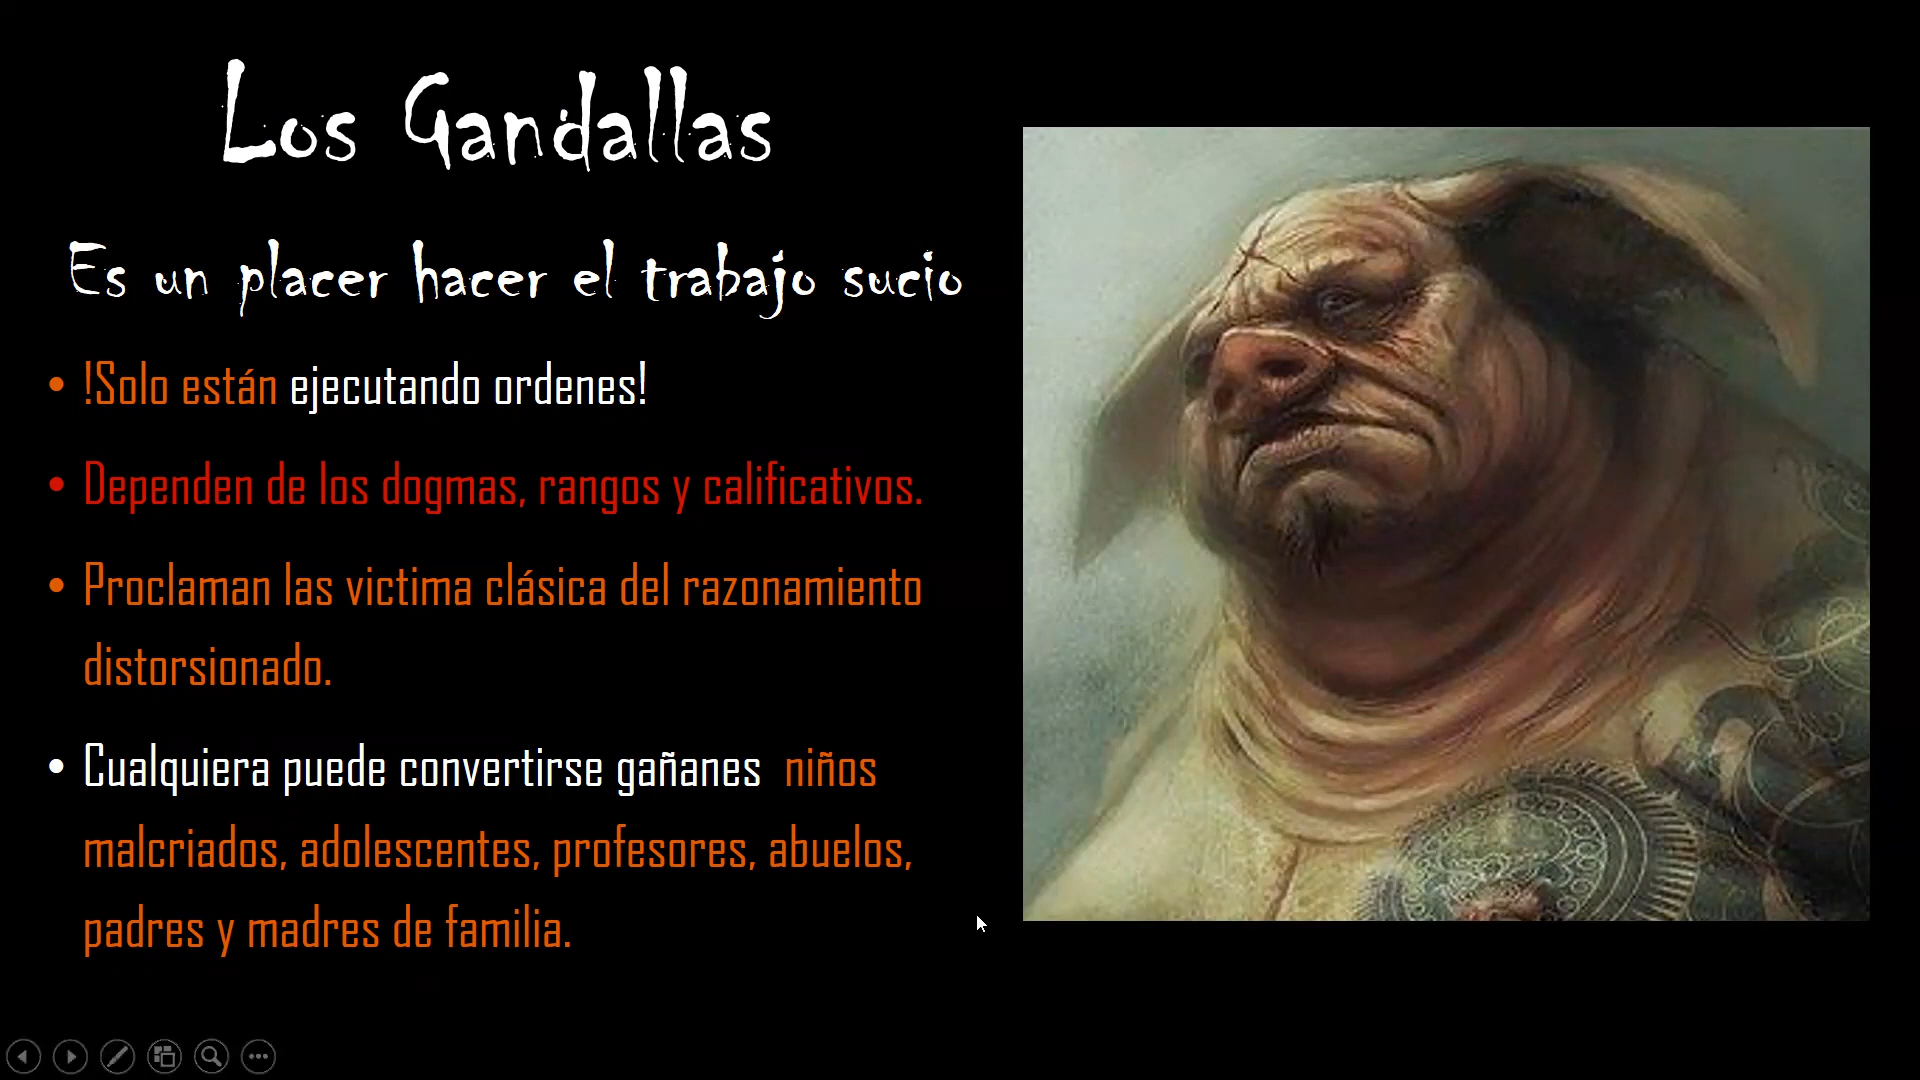 Los Gandallas
Es un placer hacer el trabajo sucio
• !Solo están ejecutando ordenes!
• Dependen de los dogmas, rangos y calificativos.
• Proclaman las victima clásica del razonamiento
distorsionado.
• Cualquiera puede convertirse gañanes niños
malcriados, adolescentes, profesores, abuelos,
padres y madres de familia.